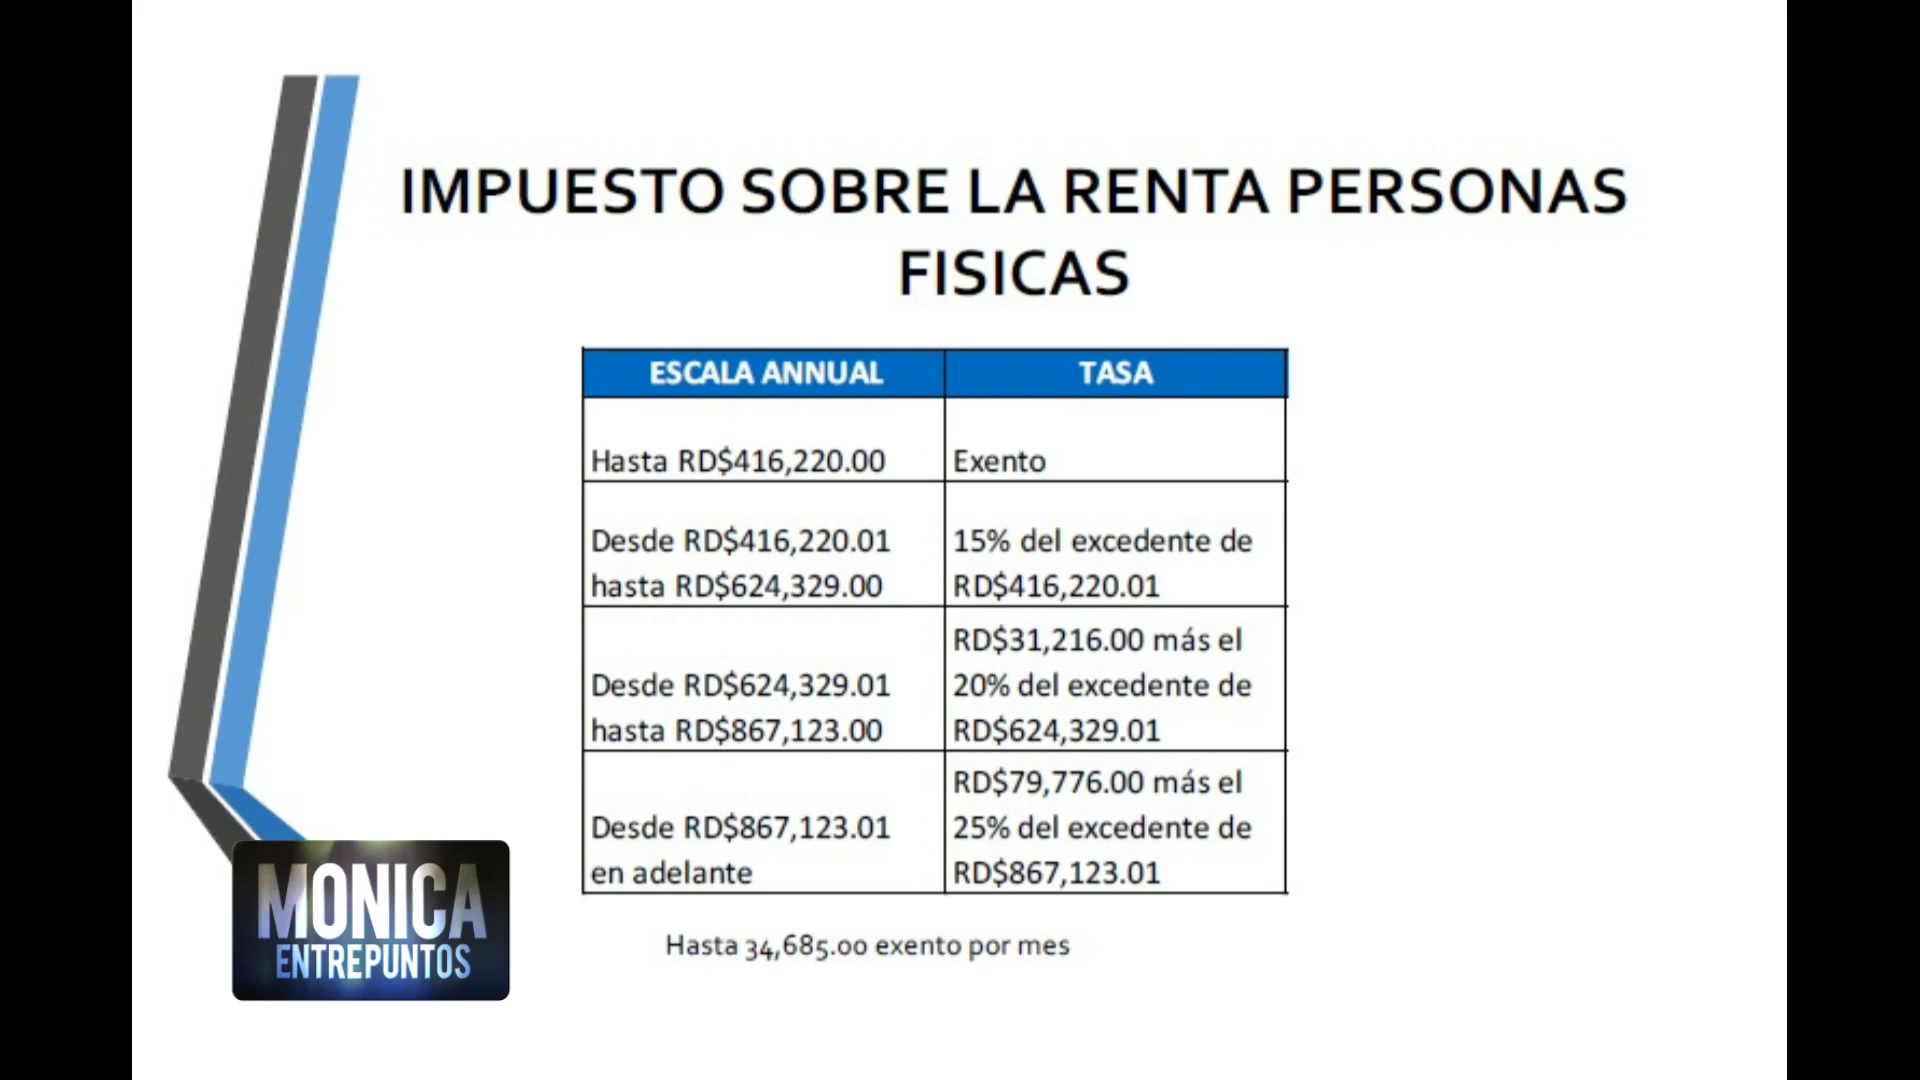 IMPUESTO SOBRE LA RENTA PERSONAS
FISICAS
ESCALA ANNUAL
TASA
Hasta RD$416,220.00
Exento
Desde RD$416,220.01
hasta RD$624,329.00
15% del excedente de
RD$416,220.01
Desde RD$624,329.01
hasta RD$867,123.00
RD$31,216.00 más el
20% del excedente de
RD$624,329.01
Desde RD$867,123.01
en adelante
RD$79,776.00 más el
25% del excedente de
RD$867,123.01
Hasta 34,685.00 exento por mes
MONICA
ENTREPUNTOS